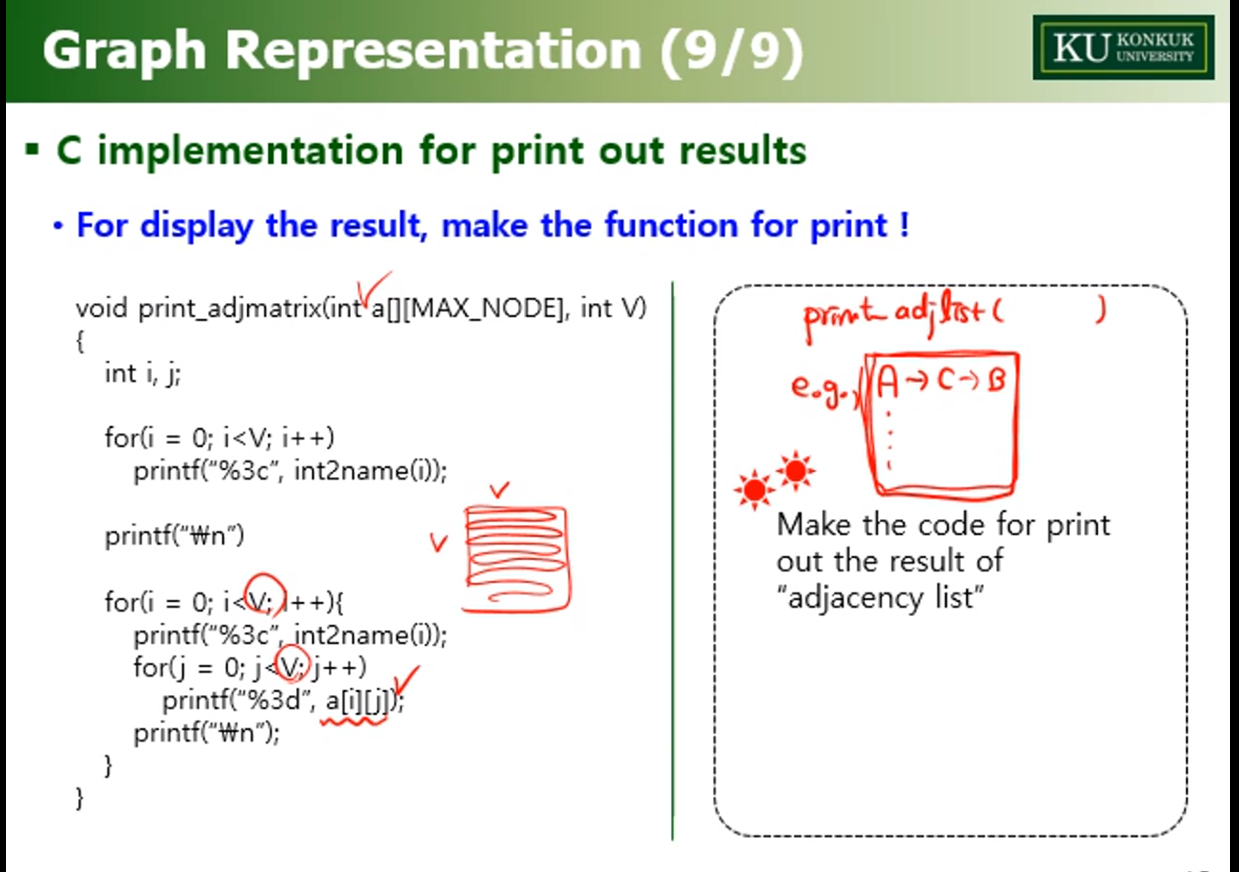 Graph Representation (9/9)
KU KONKUK UNIVERSITY
▪ C implementation for print out results
• For display the result, make the function for print !
void print_adjmatrix(int a[][MAX_NODE], int V)
{
int i, j;
for(i = 0; i<V; i++)
printf("%3c", int2name(i));
printf("₩n")
for(i = 0; i<V; i++){
printf("%3c", int2name(i));
for(j = 0; j<V; j++)
printf("%3d", a[i][j]);
printf("₩n");
}
}
print_adjlist( )
e.g., A → C → B
Make the code for print
out the result of
"adjacency list"